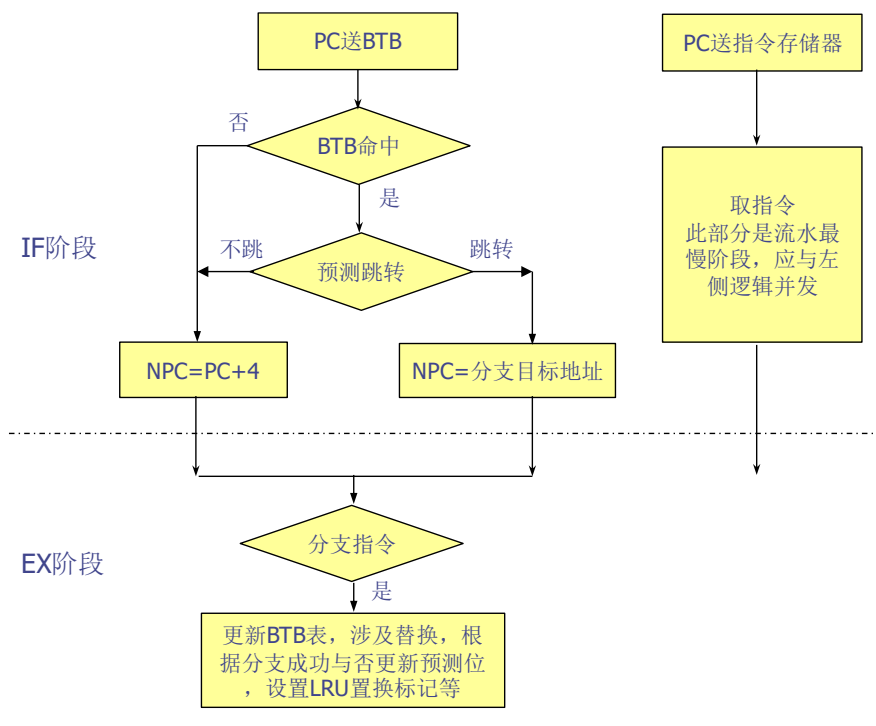 PC送BTB
PC送指令存储器
否
BTB命中
是
取指令
此部分是流水最
慢阶段，应与左
侧逻辑并发
IF阶段
不跳
预测跳转
跳转
NPC=PC+4
NPC=分支目标地址
分支指令
EX阶段
是
更新BTB表，涉及替换，根
据分支成功与否更新预测位
，设置LRU置换标记等